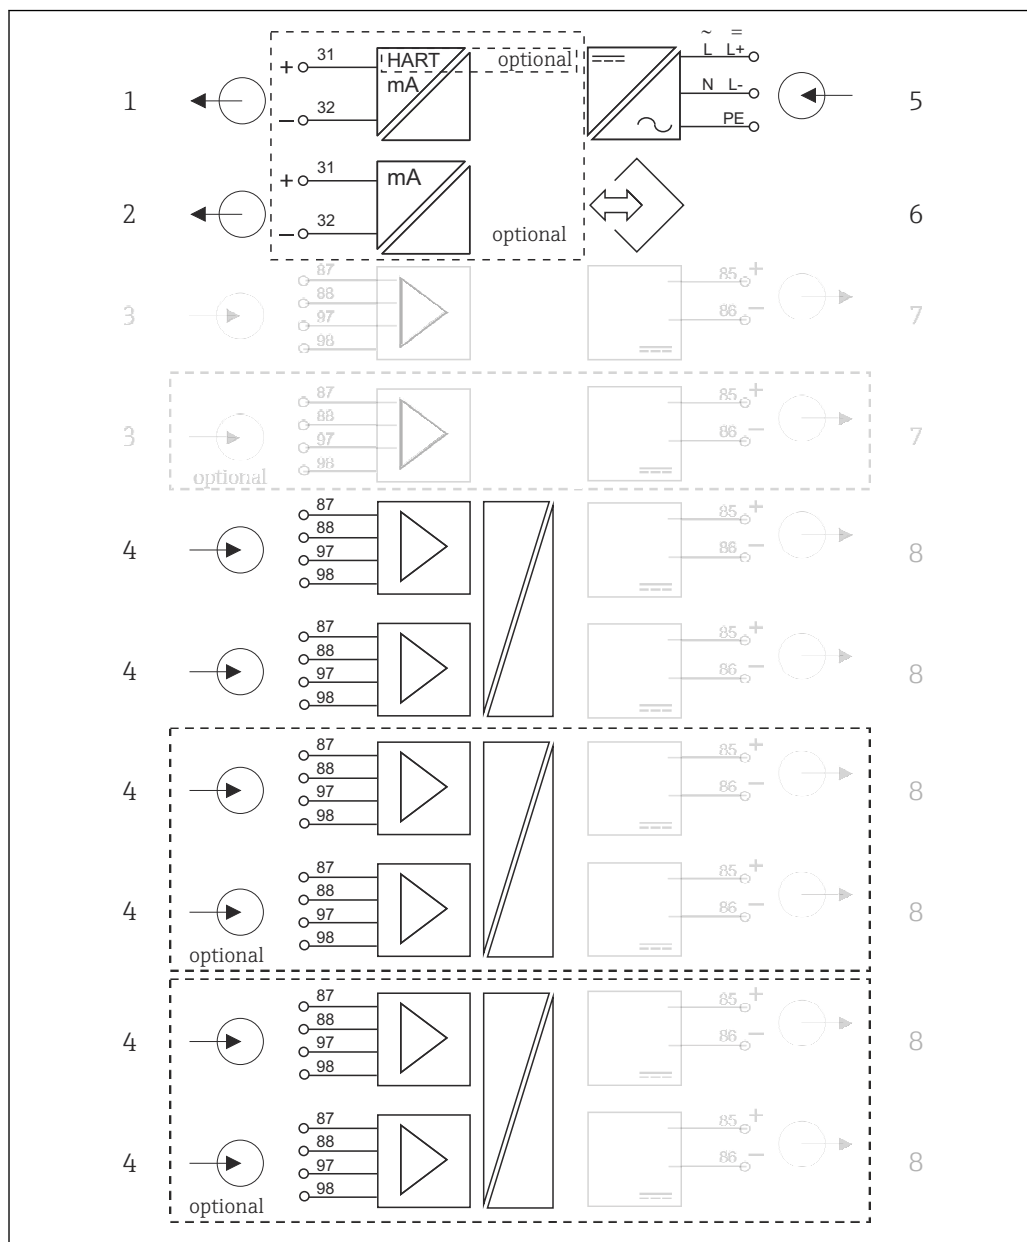 ~ =
31 HART optional L L+
1 + mA N L- 5
32 PE
−
31 mA
2 + 6
32 optional
−
87 85 +
88
3 97 86 − 7
98
87 85 +
88
3 97 86 − 7
optional 98
87 85 +
88
4 97 86 − 8
98
87 85 +
88
4 97 86 − 8
98
87 85 +
88
4 97 86 − 8
98
87 85 +
88
4 97 86 − 8
98
optional
87 85 +
88
4 97 86 − 8
98
87 85 +
88
4 97 86 − 8
98
optional